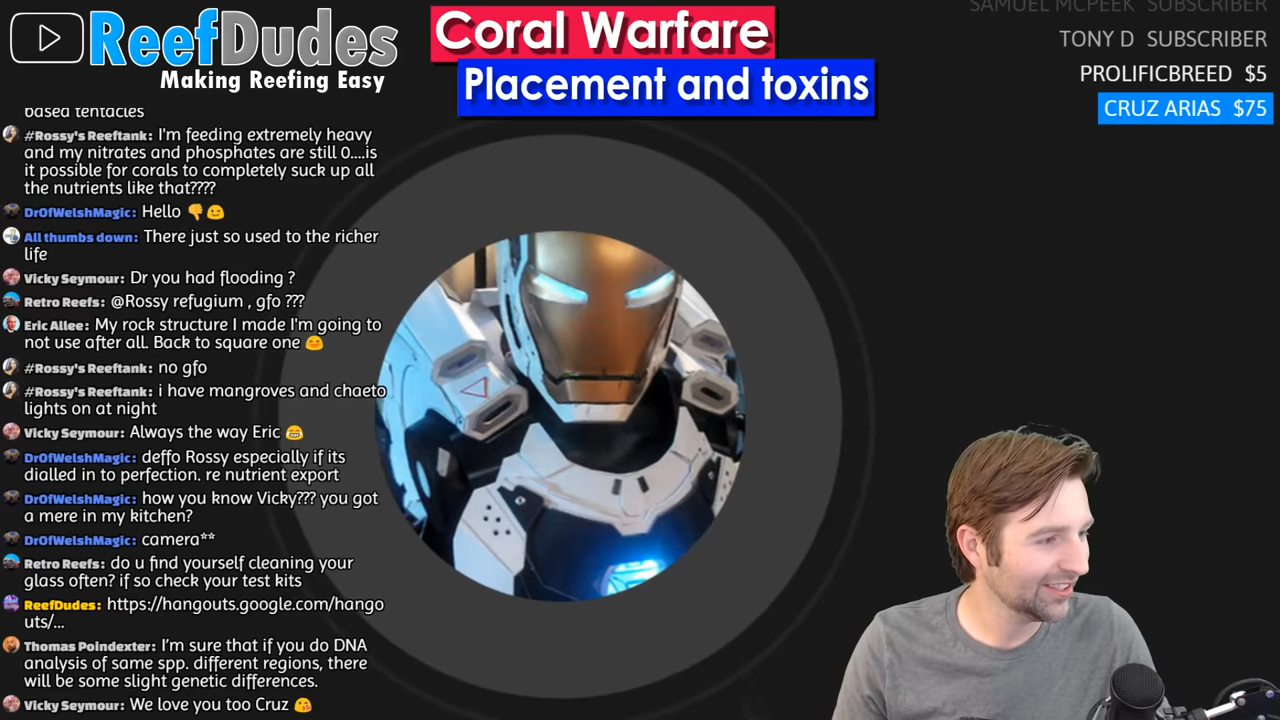 ReefDudes
Making Reefing Easy
Coral Warfare
Placement and toxins
SAMUEL MCPEEK SUBSCRIBER
TONY D SUBSCRIBER
PROLIFICBREED $5
CRUZ ARIAS $75
based tentacles
#Rossy's Reeftank: I'm feeding extremely heavy
and my nitrates and phosphates are still 0....is
it possible for corals to completely suck up all
the nutrients like that????
DrOfWelshMagic: Hello 👎😉
All thumbs down: There just so used to the richer
life
Vicky Seymour: Dr you had flooding ?
Retro Reefs: @Rossy refugium , gfo ???
Eric Allee: My rock structure I made I'm going to
not use after all. Back to square one 😆
#Rossy's Reeftank: no gfo
#Rossy's Reeftank: i have mangroves and chaeto
lights on at night
Vicky Seymour: Always the way Eric 😁
DrOfWelshMagic: deffo Rossy especially if its
dialled in to perfection. re nutrient export
DrOfWelshMagic: how you know Vicky??? you got
a mere in my kitchen?
DrOfWelshMagic: camera**
Retro Reefs: do u find yourself cleaning your
glass often? if so check your test kits
ReefDudes: https://hangouts.google.com/hango
uts/...
Thomas Poindexter: I'm sure that if you do DNA
analysis of same spp. different regions, there
will be some slight genetic differences.
Vicky Seymour: We love you too Cruz 😘